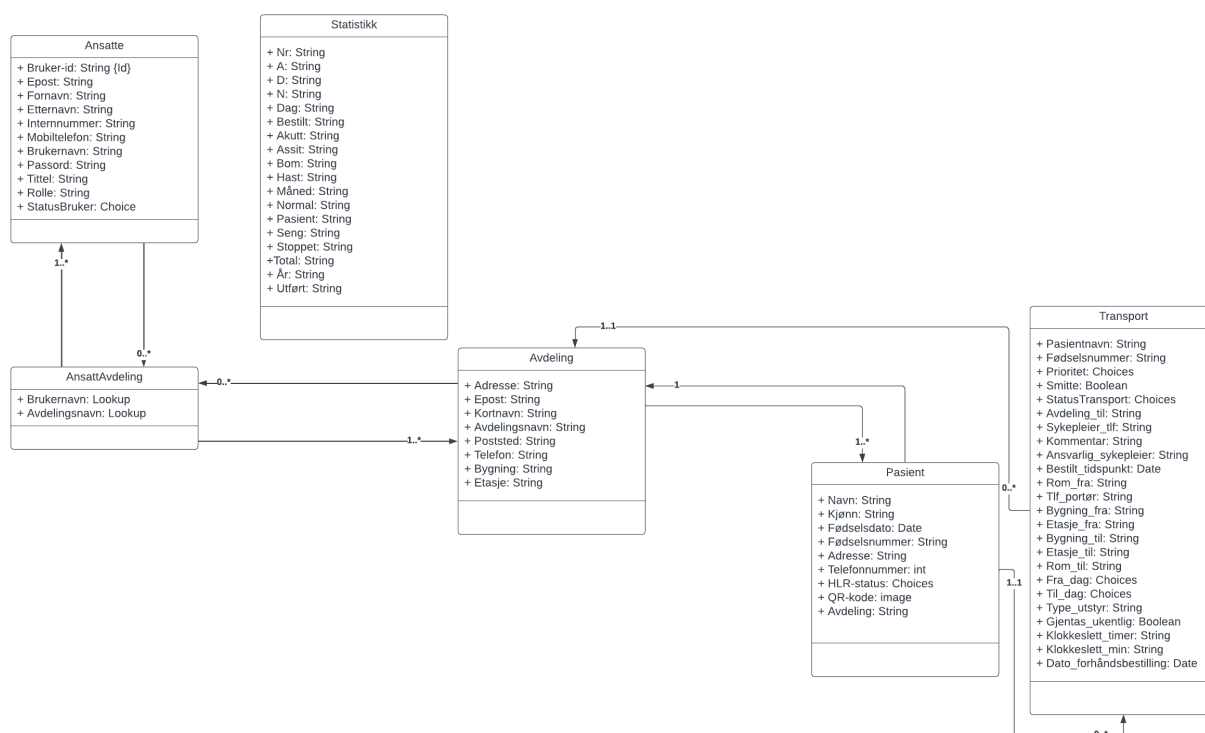 Ansatte
+ Bruker-id: String {Id}
+ Epost: String
+ Fornavn: String
+ Etternavn: String
+ Internnummer: String
+ Mobiltelefon: String
+ Brukernavn: String
+ Passord: String
+ Tittel: String
+ Rolle: String
+ StatusBruker: Choice
1..*
0..*
Statistikk
+ Nr: String
+ A: String
+ D: String
+ N: String
+ Dag: String
+ Bestilt: String
+ Akutt: String
+ Assit: String
+ Bom: String
+ Hast: String
+ Måned: String
+ Normal: String
+ Pasient: String
+ Seng: String
+ Stoppet: String
+Total: String
+ År: String
+ Utført: String
AnsattAvdeling
+ Brukernavn: Lookup
+ Avdelingsnavn: Lookup
0..*
1..*
1..1
Avdeling
+ Adresse: String
+ Epost: String
+ Kortnavn: String
+ Avdelingsnavn: String
+ Poststed: String
+ Telefon: String
+ Bygning: String
+ Etasje: String
1
1..*
Pasient
+ Navn: String
+ Kjønn: String
+ Fødselsdato: Date
+ Fødselsnummer: String
+ Adresse: String
+ Telefonnummer: int
+ HLR-status: Choices
+ QR-kode: image
+ Avdeling: String
0..*
1..1
Transport
+ Pasientnavn: String
+ Fødselsnummer: String
+ Prioritet: Choices
+ Smitte: Boolean
+ StatusTransport: Choices
+ Avdeling_til: String
+ Sykepleier_tlf: String
+ Kommentar: String
+ Ansvarlig_sykepleier: String
+ Bestilt_tidspunkt: Date
+ Rom_fra: String
+ Tlf_portør: String
+ Bygning_fra: String
+ Etasje_fra: String
+ Bygning_til: String
+ Etasje_til: String
+ Rom_til: String
+ Fra_dag: Choices
+ Til_dag: Choices
+ Type_utstyr: String
+ Gjentas_ukentlig: Boolean
+ Klokkeslett_timer: String
+ Klokkeslett_min: String
+ Dato_forhåndsbestilling: Date
0..*